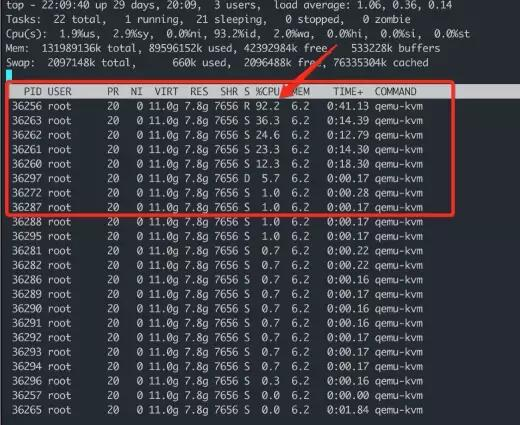 top - 22:09:40 up 29 days, 20:09, 3 users, load average: 1.06, 0.36, 0.14
Tasks: 22 total, 1 running, 21 sleeping, 0 stopped, 0 zombie
Cpu(s): 1.9%us, 2.9%sy, 0.0%ni, 93.2%id, 2.0%wa, 0.0%hi, 0.0%si, 0.0%st
Mem: 131989136k total, 89596152k used, 42392984k free, 533228k buffers
Swap: 2097148k total, 660k used, 2096488k free, 76335304k cached
PID USER PR NI VIRT RES SHR S %CPU %MEM TIME+ COMMAND
36256 root 20 0 11.0g 7.8g 7656 R 92.2 6.2 0:41.13 qemu-kvm
36263 root 20 0 11.0g 7.8g 7656 S 36.3 6.2 0:14.39 qemu-kvm
36262 root 20 0 11.0g 7.8g 7656 S 24.6 6.2 0:12.79 qemu-kvm
36261 root 20 0 11.0g 7.8g 7656 S 23.3 6.2 0:14.30 qemu-kvm
36260 root 20 0 11.0g 7.8g 7656 S 12.3 6.2 0:18.30 qemu-kvm
36297 root 20 0 11.0g 7.8g 7656 D 5.7 6.2 0:00.17 qemu-kvm
36272 root 20 0 11.0g 7.8g 7656 S 1.0 6.2 0:00.28 qemu-kvm
36287 root 20 0 11.0g 7.8g 7656 S 1.0 6.2 0:00.17 qemu-kvm
36288 root 20 0 11.0g 7.8g 7656 S 1.0 6.2 0:00.17 qemu-kvm
36295 root 20 0 11.0g 7.8g 7656 S 1.0 6.2 0:00.17 qemu-kvm
36281 root 20 0 11.0g 7.8g 7656 S 0.7 6.2 0:00.22 qemu-kvm
36282 root 20 0 11.0g 7.8g 7656 S 0.7 6.2 0:00.22 qemu-kvm
36286 root 20 0 11.0g 7.8g 7656 S 0.7 6.2 0:00.16 qemu-kvm
36289 root 20 0 11.0g 7.8g 7656 S 0.7 6.2 0:00.17 qemu-kvm
36290 root 20 0 11.0g 7.8g 7656 S 0.7 6.2 0:00.16 qemu-kvm
36291 root 20 0 11.0g 7.8g 7656 S 0.7 6.2 0:00.17 qemu-kvm
36292 root 20 0 11.0g 7.8g 7656 S 0.7 6.2 0:00.17 qemu-kvm
36293 root 20 0 11.0g 7.8g 7656 S 0.7 6.2 0:00.17 qemu-kvm
36294 root 20 0 11.0g 7.8g 7656 S 0.7 6.2 0:00.17 qemu-kvm
36296 root 20 0 11.0g 7.8g 7656 S 0.3 6.2 0:00.16 qemu-kvm
36257 root 20 0 11.0g 7.8g 7656 S 0.0 6.2 0:00.00 qemu-kvm
36265 root 20 0 11.0g 7.8g 7656 S 0.0 6.2 0:01.84 qemu-kvm